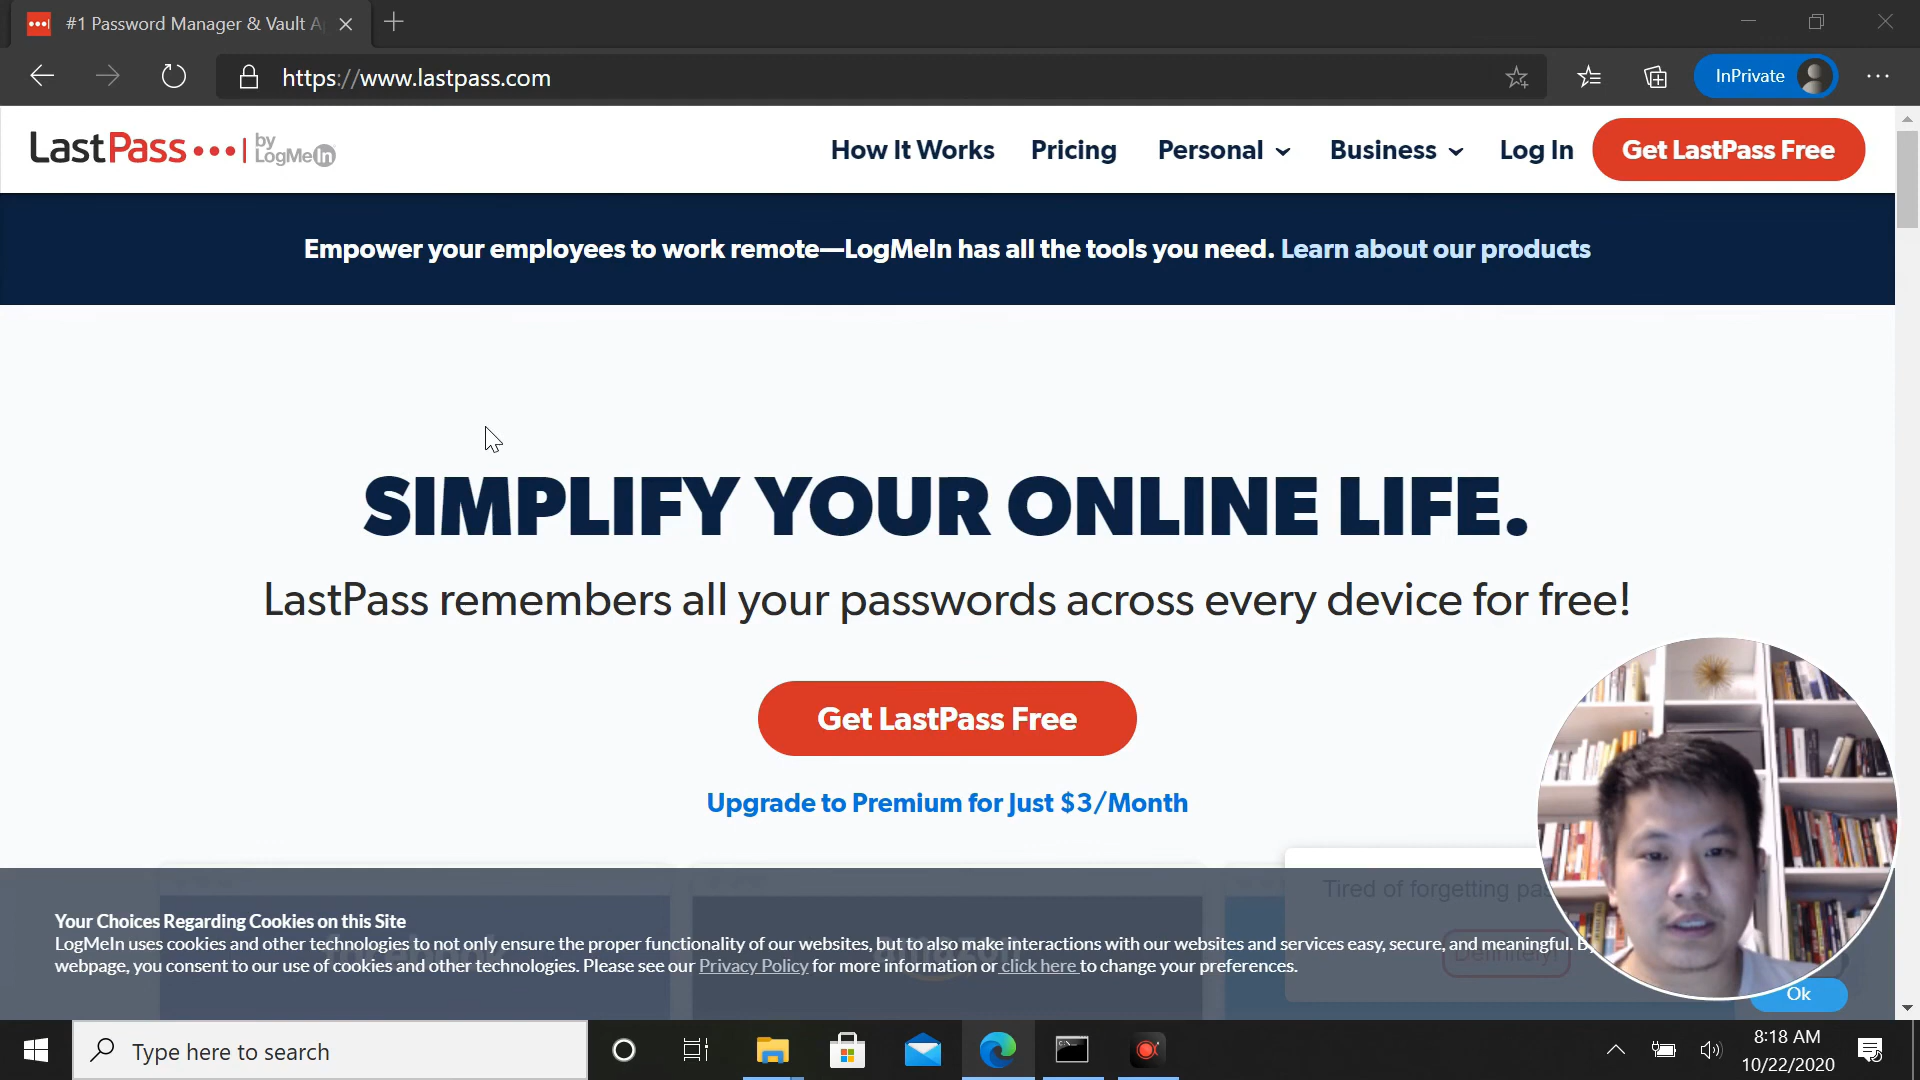 #1 Password Manager & Vault A
https://www.lastpass.com
InPrivate
LastPass •••| by LogMeIn
How It Works
Pricing
Personal
Business
Log In
Get LastPass Free
Empower your employees to work remote—LogMeIn has all the tools you need. Learn about our products
SIMPLIFY YOUR ONLINE LIFE.
LastPass remembers all your passwords across every device for free!
Get LastPass Free
Upgrade to Premium for Just $3/Month
Tired of forgetting pas
Definitely!
Your Choices Regarding Cookies on this Site
LogMeIn uses cookies and other technologies to not only ensure the proper functionality of our websites, but to also make interactions with our websites and services easy, secure, and meaningful.
webpage, you consent to our use of cookies and other technologies. Please see our Privacy Policy for more information or click here to change your preferences.
Ok
Type here to search
8:18 AM
10/22/2020